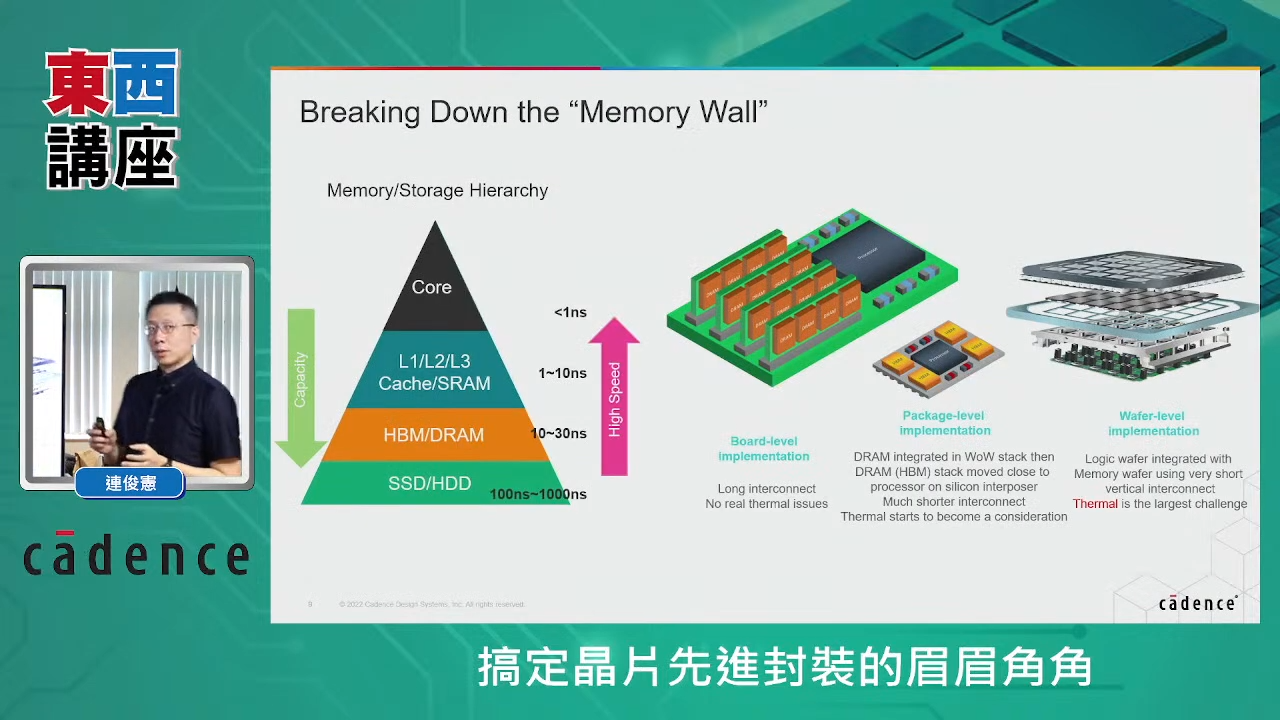 東西
講座
連俊憲
cādence
Breaking Down the “Memory Wall”
Memory/Storage Hierarchy
Core
L1/L2/L3
Cache/SRAM
HBM/DRAM
SSD/HDD
Capacity
<1ns
1~10ns
10~30ns
100ns~1000ns
High Speed
DRAM
DRAM
DRAM
DRAM
Processor
Processor
Board-level
implementation
Long interconnect
No real thermal issues
Package-level
implementation
DRAM integrated in WoW stack then
DRAM (HBM) stack moved close to
processor on silicon interposer
Much shorter interconnect
Thermal starts to become a consideration
Wafer-level
implementation
Logic wafer integrated with
Memory wafer using very short
vertical interconnect
Thermal is the largest challenge
9
© 2022 Cadence Design Systems, Inc. All rights reserved.
cādence®
搞定晶片先進封裝的眉眉角角